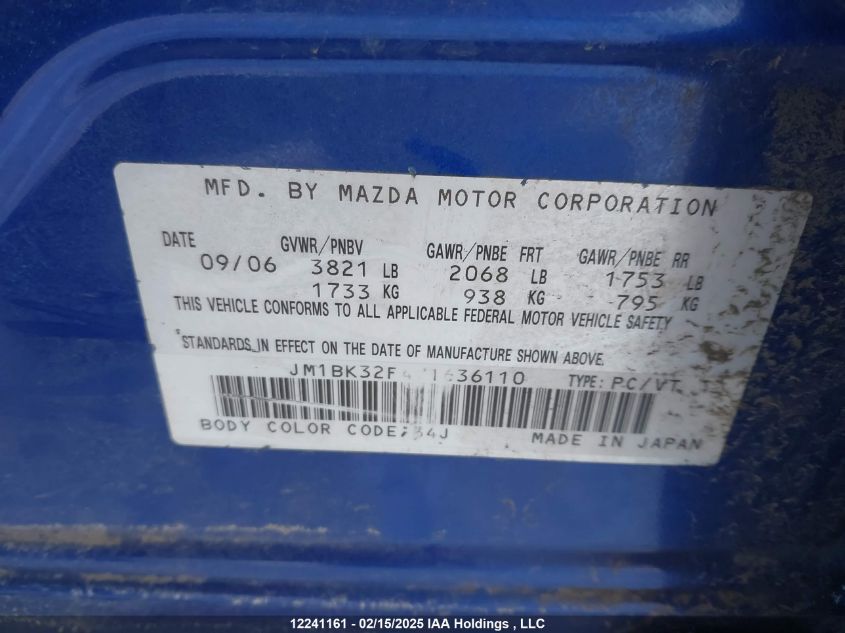 MFD. BY MAZDA MOTOR CORPORATION
DATE GVWR/PNBV GAWR/PNBE FRT GAWR/PNBE RR
09/06 3821 LB 2068 LB 1753 LB
1733 KG 938 KG 795 KG
THIS VEHICLE CONFORMS TO ALL APPLICABLE FEDERAL MOTOR VEHICLE SAFETY
STANDARDS IN EFFECT ON THE DATE OF MANUFACTURE SHOWN ABOVE.
TYPE: PC/VT
BODY COLOR CODE: 34J MADE IN JAPAN
12241161 - 02/15/2025 IAA Holdings , LLC